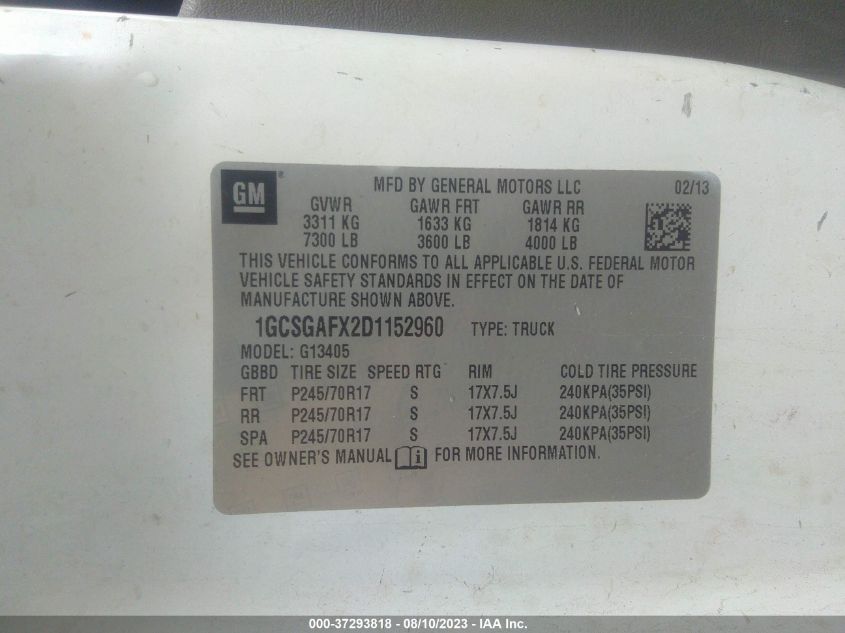 GM
MFD BY GENERAL MOTORS LLC 02/13
GVWR GAWR FRT GAWR RR
3311 KG 1633 KG 1814 KG
7300 LB 3600 LB 4000 LB
THIS VEHICLE CONFORMS TO ALL APPLICABLE U.S. FEDERAL MOTOR
VEHICLE SAFETY STANDARDS IN EFFECT ON THE DATE OF
MANUFACTURE SHOWN ABOVE.
1GCSGAFX2D1152960 TYPE: TRUCK
MODEL: G13405
GBBD TIRE SIZE SPEED RTG RIM COLD TIRE PRESSURE
FRT P245/70R17 S 17X7.5J 240KPA(35PSI)
RR P245/70R17 S 17X7.5J 240KPA(35PSI)
SPA P245/70R17 S 17X7.5J 240KPA(35PSI)
SEE OWNER'S MANUAL i FOR MORE INFORMATION.
000-37293818 - 08/10/2023 - IAA Inc.